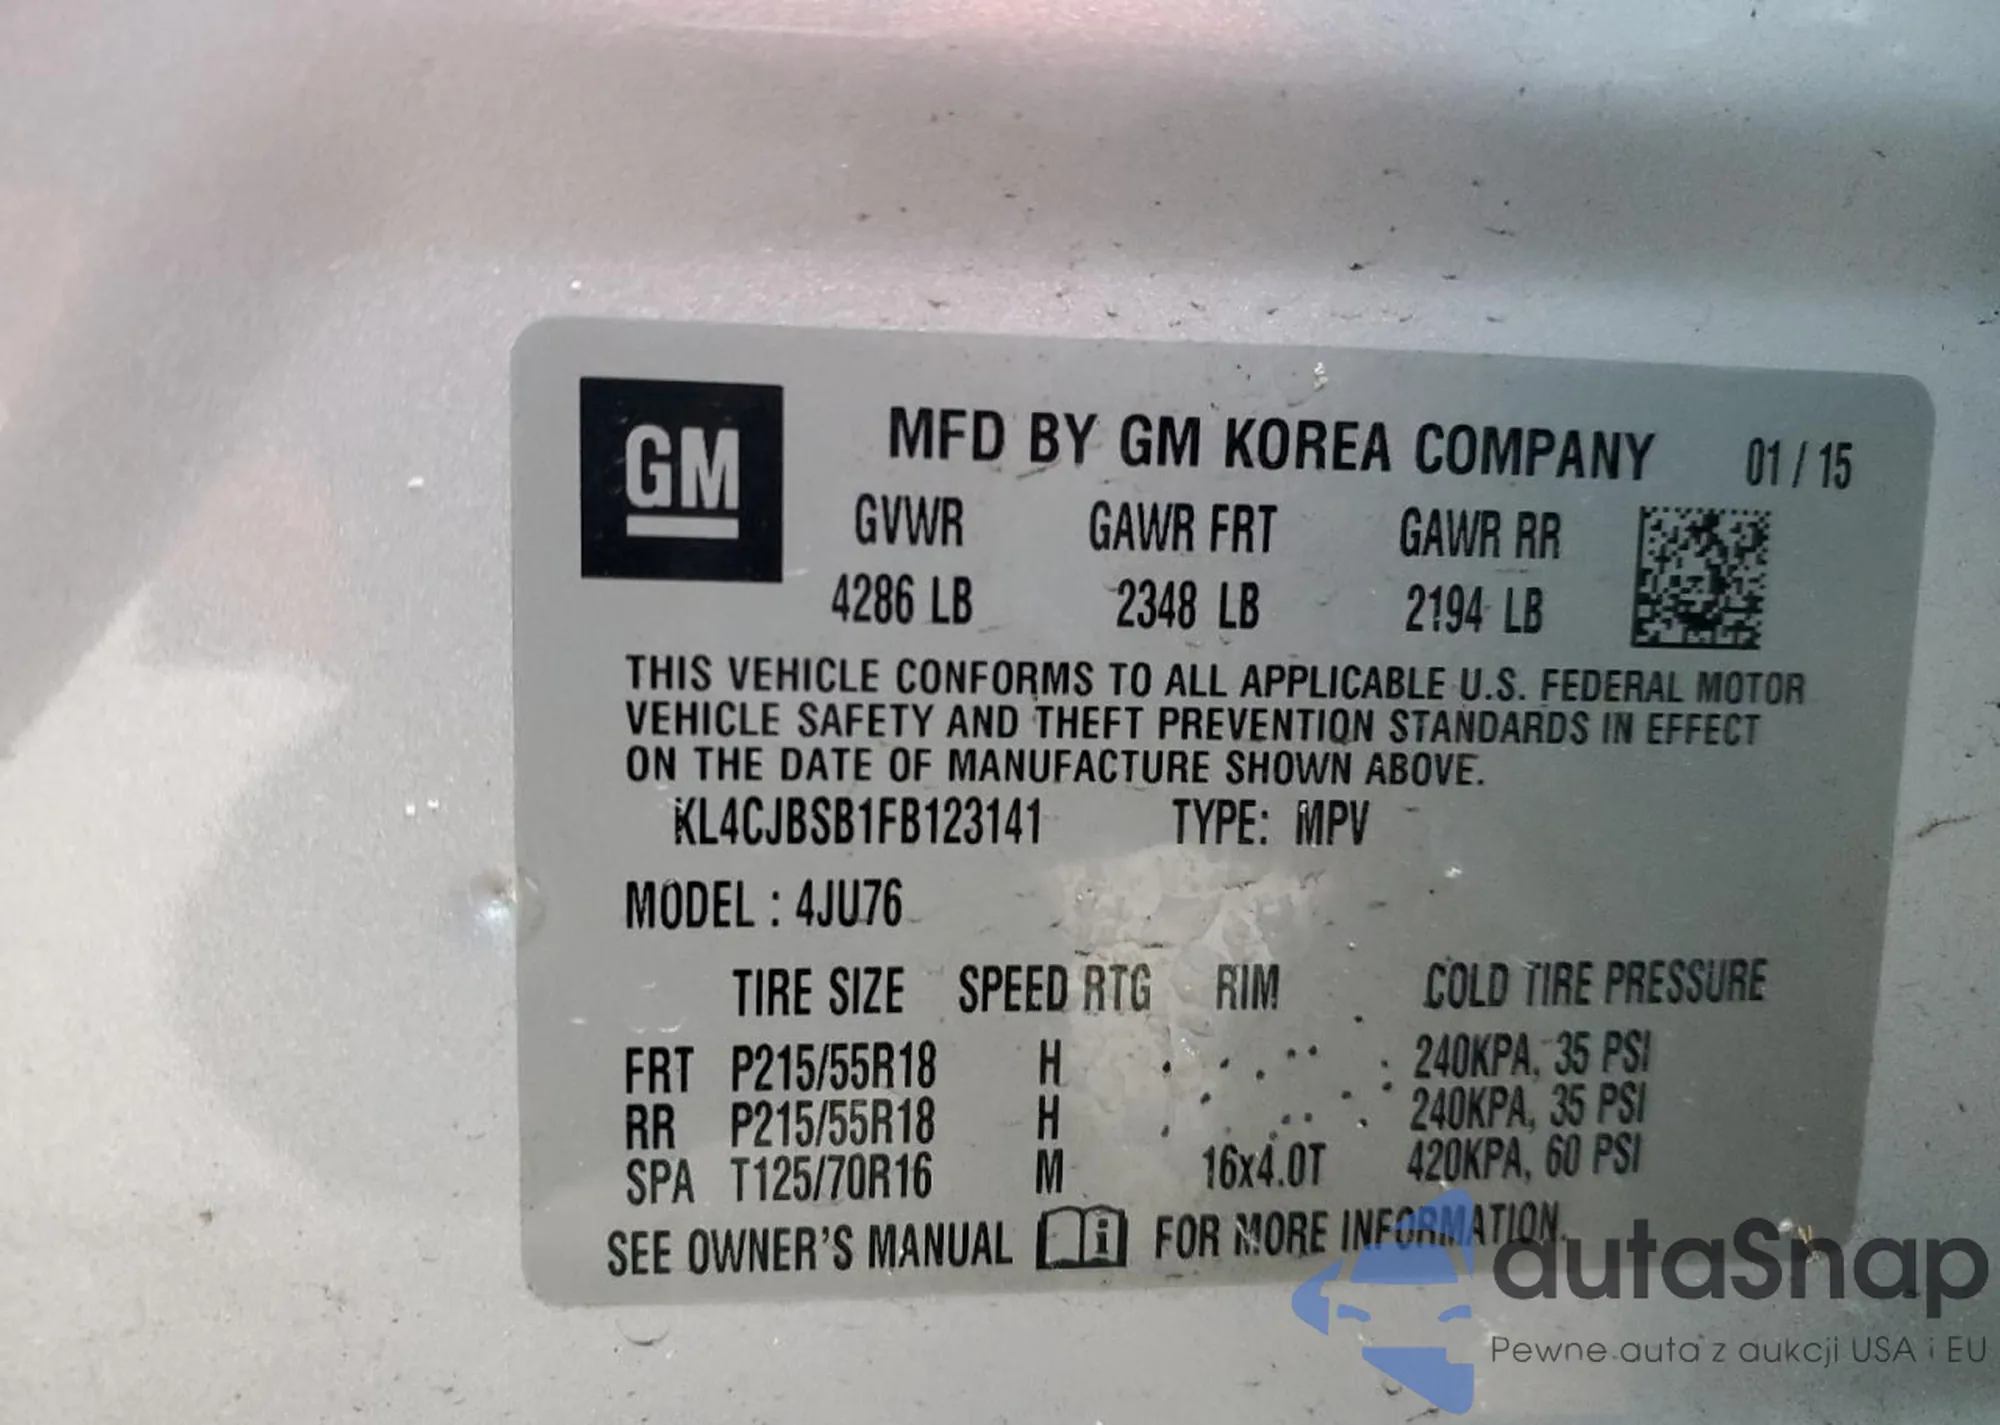 GM
MFD BY GM KOREA COMPANY 01 / 15
GVWR GAWR FRT GAWR RR
4286 LB 2348 LB 2194 LB
THIS VEHICLE CONFORMS TO ALL APPLICABLE U.S. FEDERAL MOTOR
VEHICLE SAFETY AND THEFT PREVENTION STANDARDS IN EFFECT
ON THE DATE OF MANUFACTURE SHOWN ABOVE.
KL4CJBSB1FB123141 TYPE: MPV
MODEL : 4JU76
TIRE SIZE SPEED RTG RIM COLD TIRE PRESSURE
FRT P215/55R18 H 240KPA, 35 PSI
RR P215/55R18 H 240KPA, 35 PSI
SPA T125/70R16 M 16x4.0T 420KPA, 60 PSI
SEE OWNER'S MANUAL i FOR MORE INFORMATION.
autaSnap
Pewne auta z aukcji USA i EU